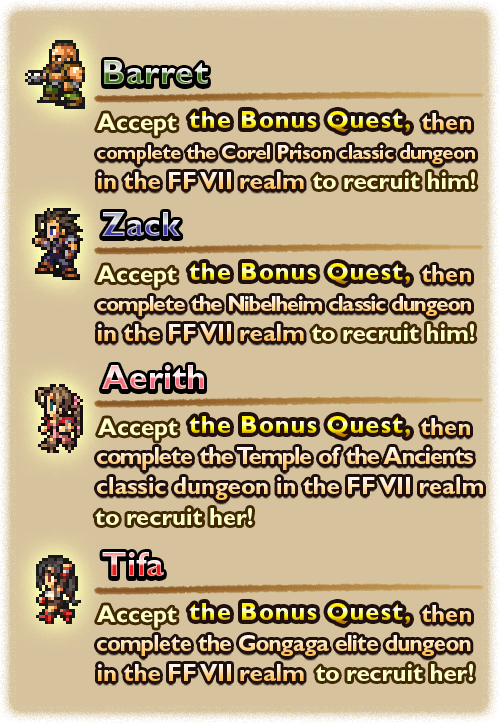 Barret
Accept the Bonus Quest, then
complete the Corel Prison classic dungeon
in the FFVII realm to recruit him!
Zack
Accept the Bonus Quest, then
complete the Nibelheim classic dungeon
in the FFVII realm to recruit him!
Aerith
Accept the Bonus Quest, then
complete the Temple of the Ancients
classic dungeon in the FFVII realm
to recruit her!
Tifa
Accept the Bonus Quest, then
complete the Gongaga elite dungeon
in the FFVII realm to recruit her!